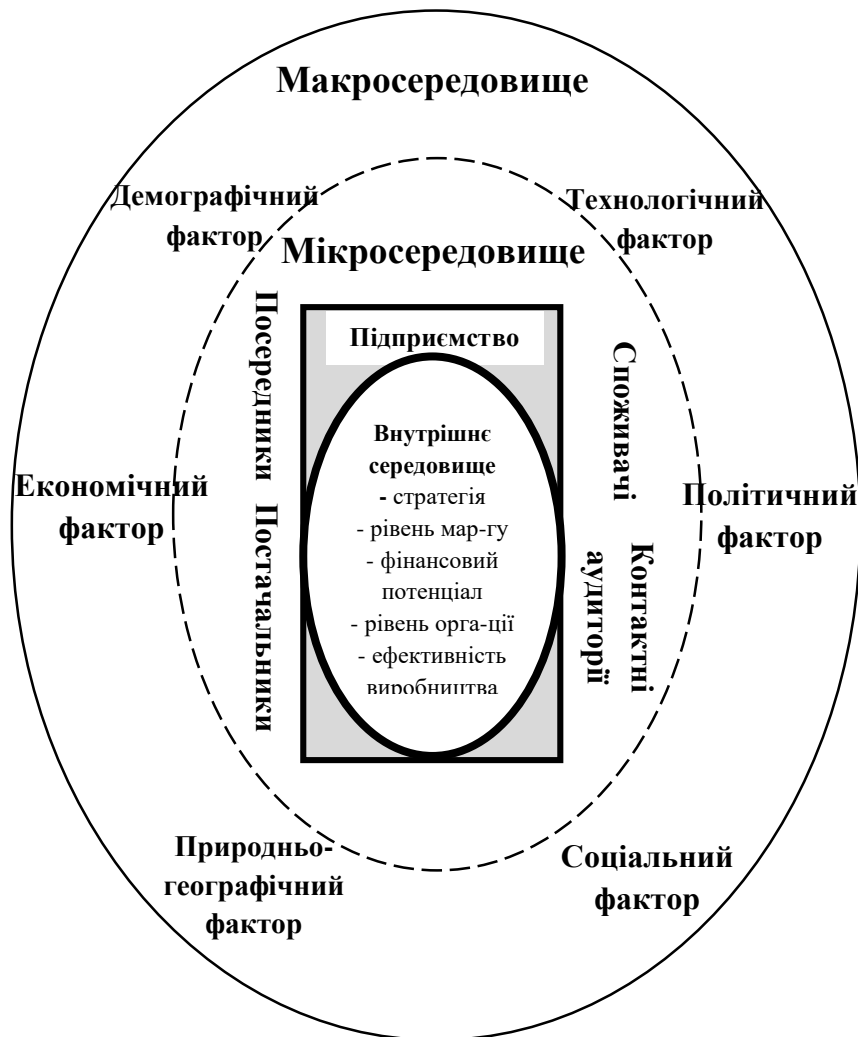 Макросередовище
Демографічний
фактор
Технологічний
фактор
Мікросередовище
Посередники
Постачальники
Підприємство
Внутрішнє
середовище
- стратегія
- рівень мар-гу
- фінансовий
потенціал
- рівень орга-ції
- ефективність
виробництва
Споживачі
Контактні
аудиторії
Економічний
фактор
Політичний
фактор
Природньо-
географічний
фактор
Соціальний
фактор